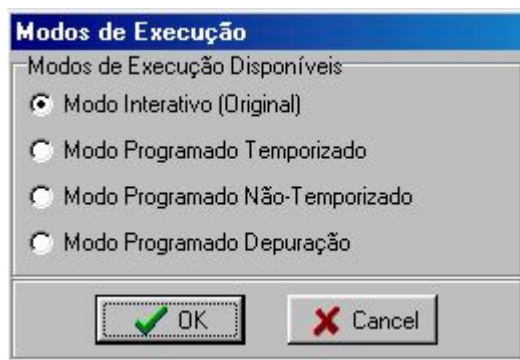 Modos de Execução
Modos de Execução Disponíveis
Modo Interativo (Original)
Modo Programado Temporizado
Modo Programado Não-Temporizado
Modo Programado Depuração
OK Cancel